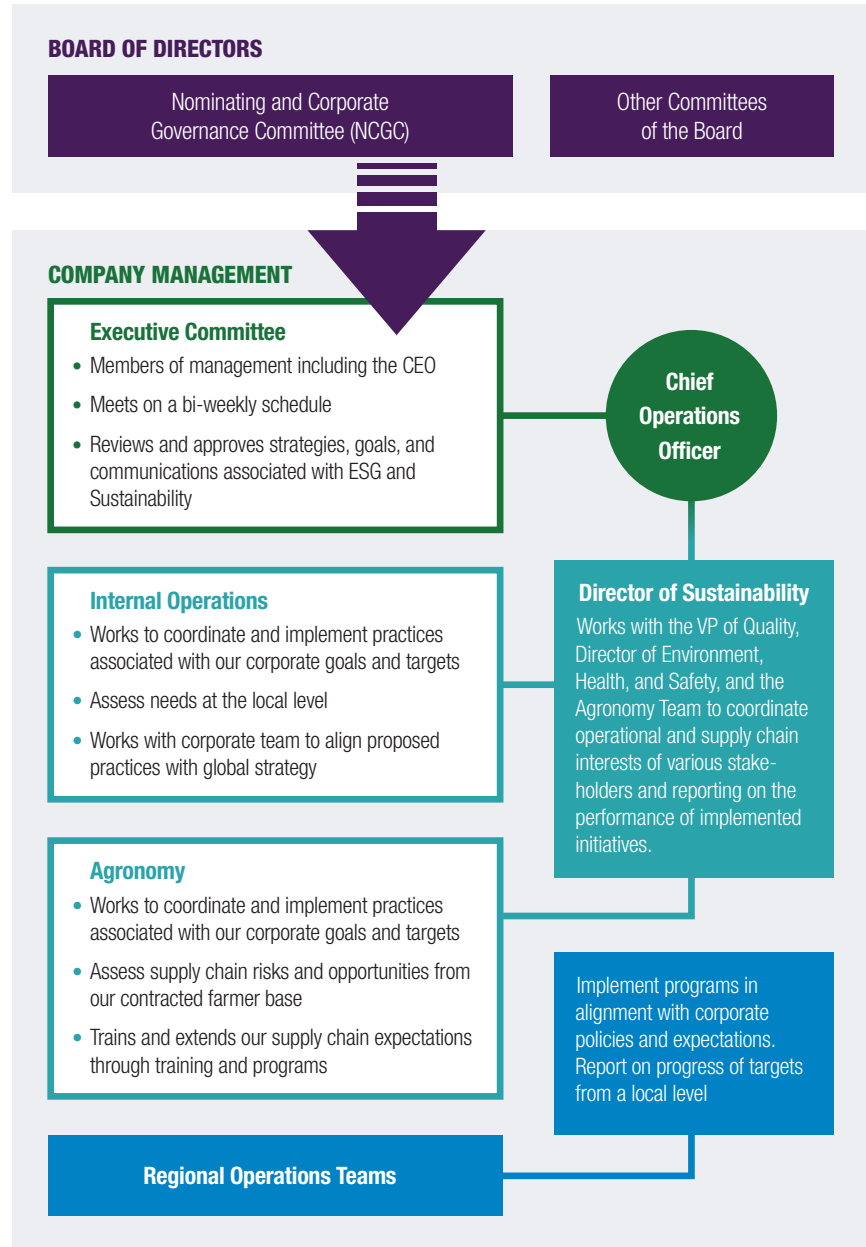 BOARD OF DIRECTORS
Nominating and Corporate
Governance Committee (NCGC)
Other Committees
of the Board
COMPANY MANAGEMENT
Executive Committee
• Members of management including the CEO
• Meets on a bi-weekly schedule
• Reviews and approves strategies, goals, and
communications associated with ESG and
Sustainability
Chief
Operations
Officer
Internal Operations
• Works to coordinate and implement practices
associated with our corporate goals and targets
• Assess needs at the local level
• Works with corporate team to align proposed
practices with global strategy
Director of Sustainability
Works with the VP of Quality,
Director of Environment,
Health, and Safety, and the
Agronomy Team to coordinate
operational and supply chain
interests of various stake-
holders and reporting on the
performance of implemented
initiatives.
Agronomy
• Works to coordinate and implement practices
associated with our corporate goals and targets
• Assess supply chain risks and opportunities from
our contracted farmer base
• Trains and extends our supply chain expectations
through training and programs
Implement programs in
alignment with corporate
policies and expectations.
Report on progress of targets
from a local level
Regional Operations Teams